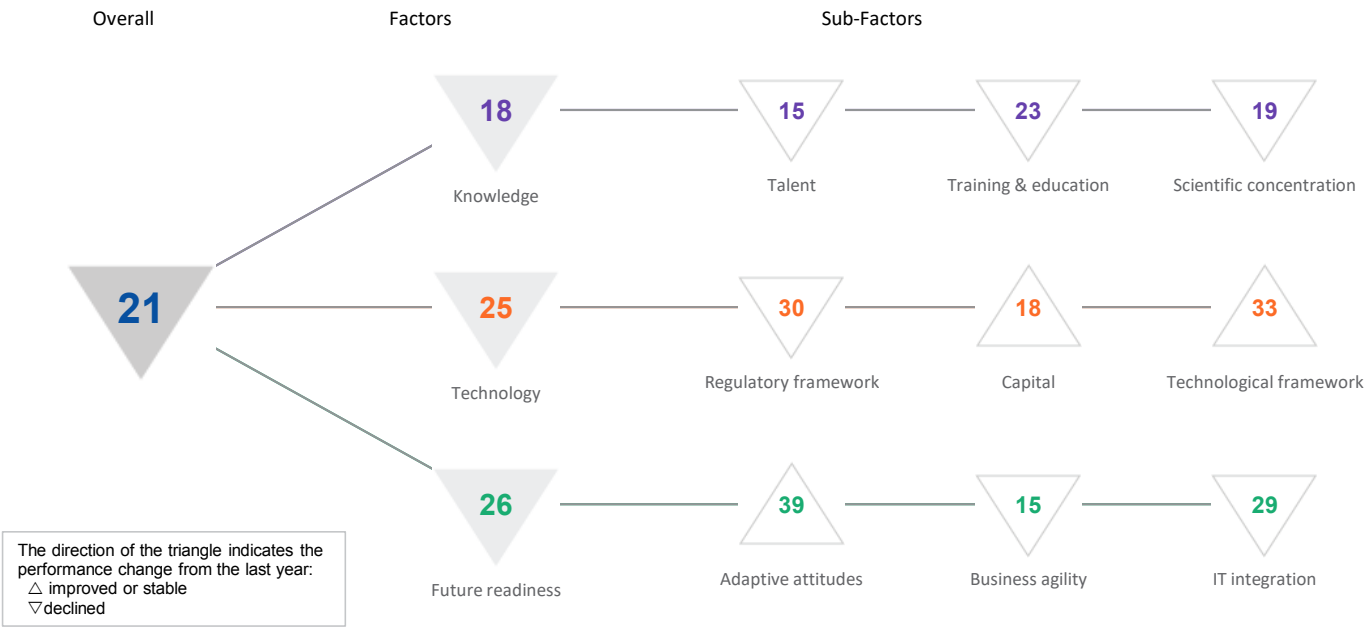 Overall Factors Sub-Factors
18 15 23 19
Knowledge Talent Training & education Scientific concentration
21
25 30 18 33
Technology Regulatory framework Capital Technological framework
26 39 15 29
Future readiness Adaptive attitudes Business agility IT integration
The direction of the triangle indicates the
performance change from the last year:
△ improved or stable
▽declined